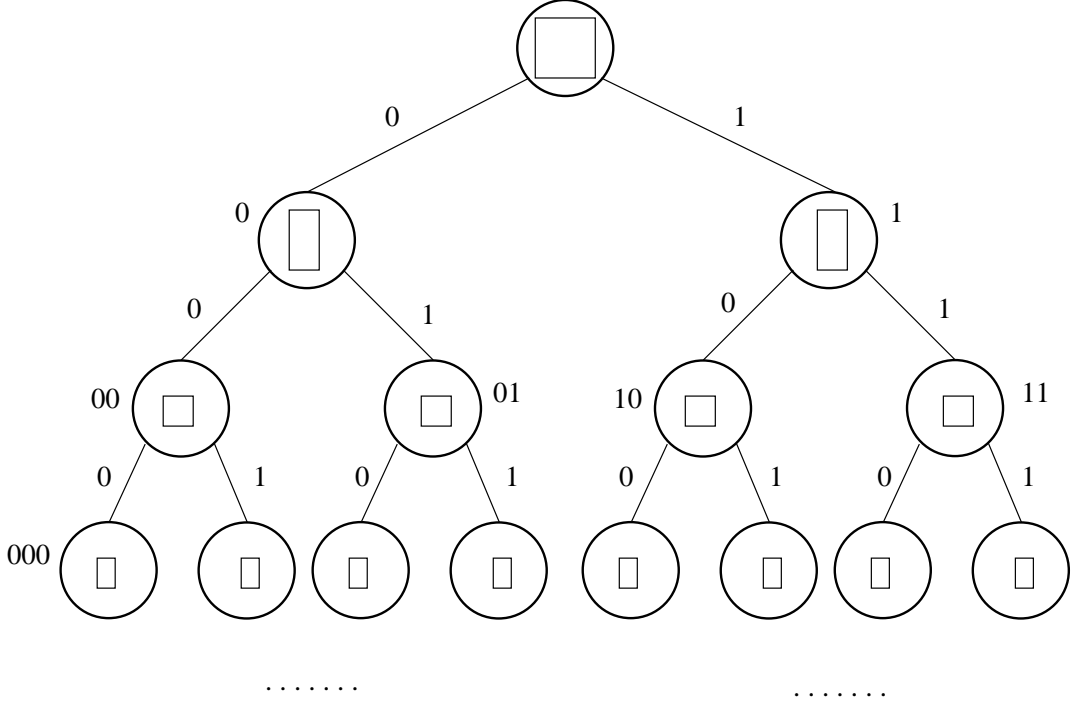 0 1
0 1
0 1 0 1
00 01 10 11
0 1 0 1 0 1 0 1
000
. . . . . . .
. . . . . . .